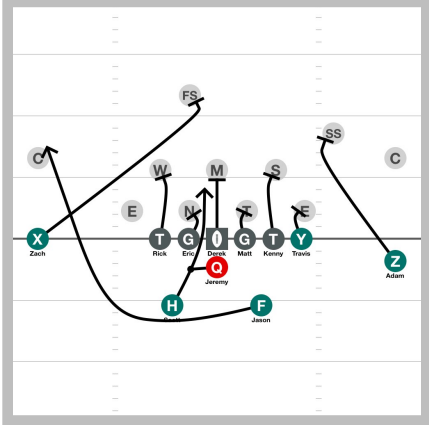 FS
C
SS
C
W
M
S
E
N
T
E
X
T
G
Derek
G
T
Y
Zach
Rick
Eric
Matt
Kenny
Travis
Q
Z
Jeremy
Adam
H
F
Jason